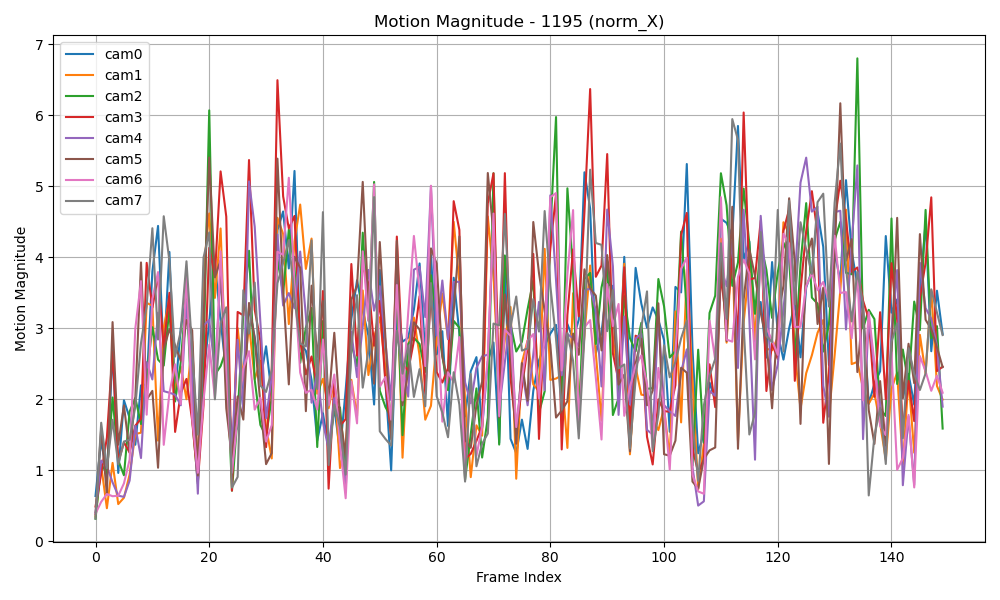 Motion Magnitude - 1195 (norm_X)
7
6
5
4
3
2
1
0
Motion Magnitude
cam0
cam1
cam2
cam3
cam4
cam5
cam6
cam7
0 20 40 60 80 100 120 140
Frame Index